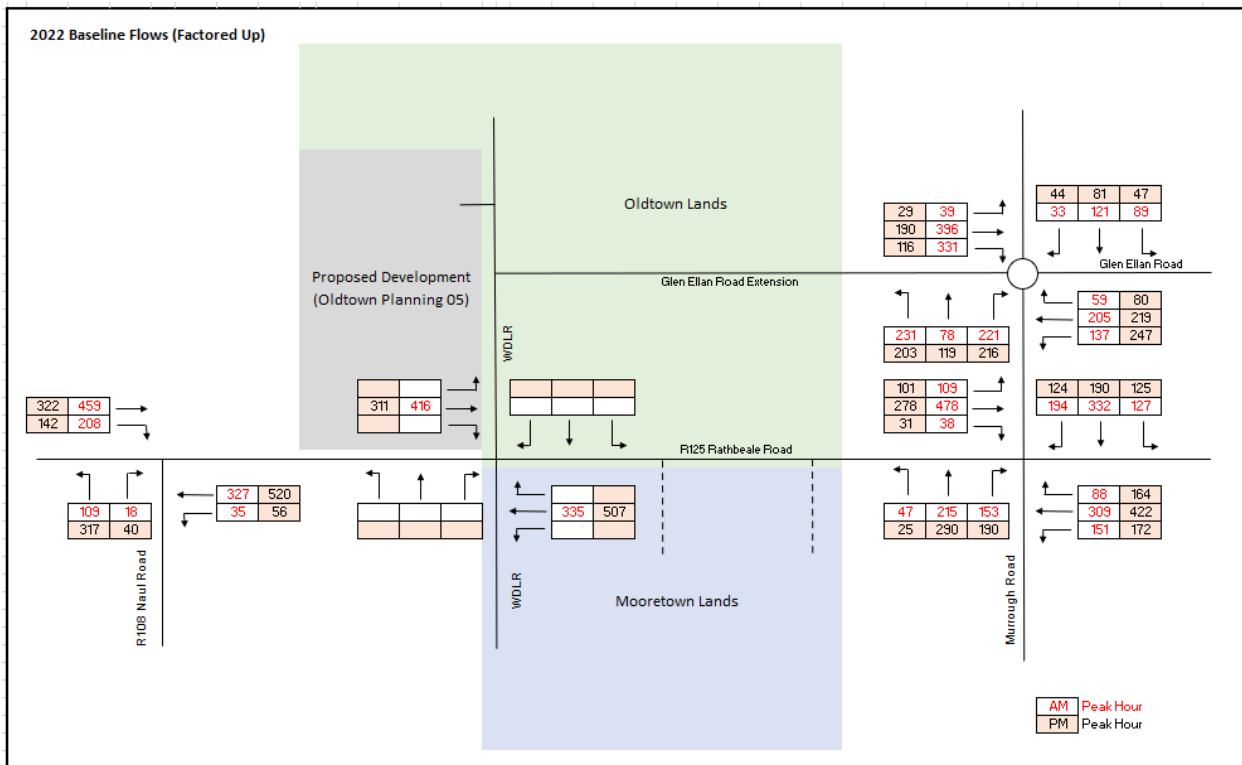 2022 Baseline Flows (Factored Up)
44 81 47
33 121 89
29 39
190 396
116 331
Oldtown Lands
Glen Ellan Road
Proposed Development
(Oldtown Planning 05)
Glen Ellan Road Extension
59 80
205 219
137 247
231 78 221
203 119 216
WDLR
322 459
142 208
311 416
101 109
278 478
31 38
124 190 125
194 332 127
R125 Rathbeale Road
109 18
317 40
327 520
35 56
335 507
47 215 153
25 290 190
88 164
309 422
151 172
R108 Naul Road
WDLR
Mooretown Lands
Murrough Road
AM Peak Hour
PM Peak Hour